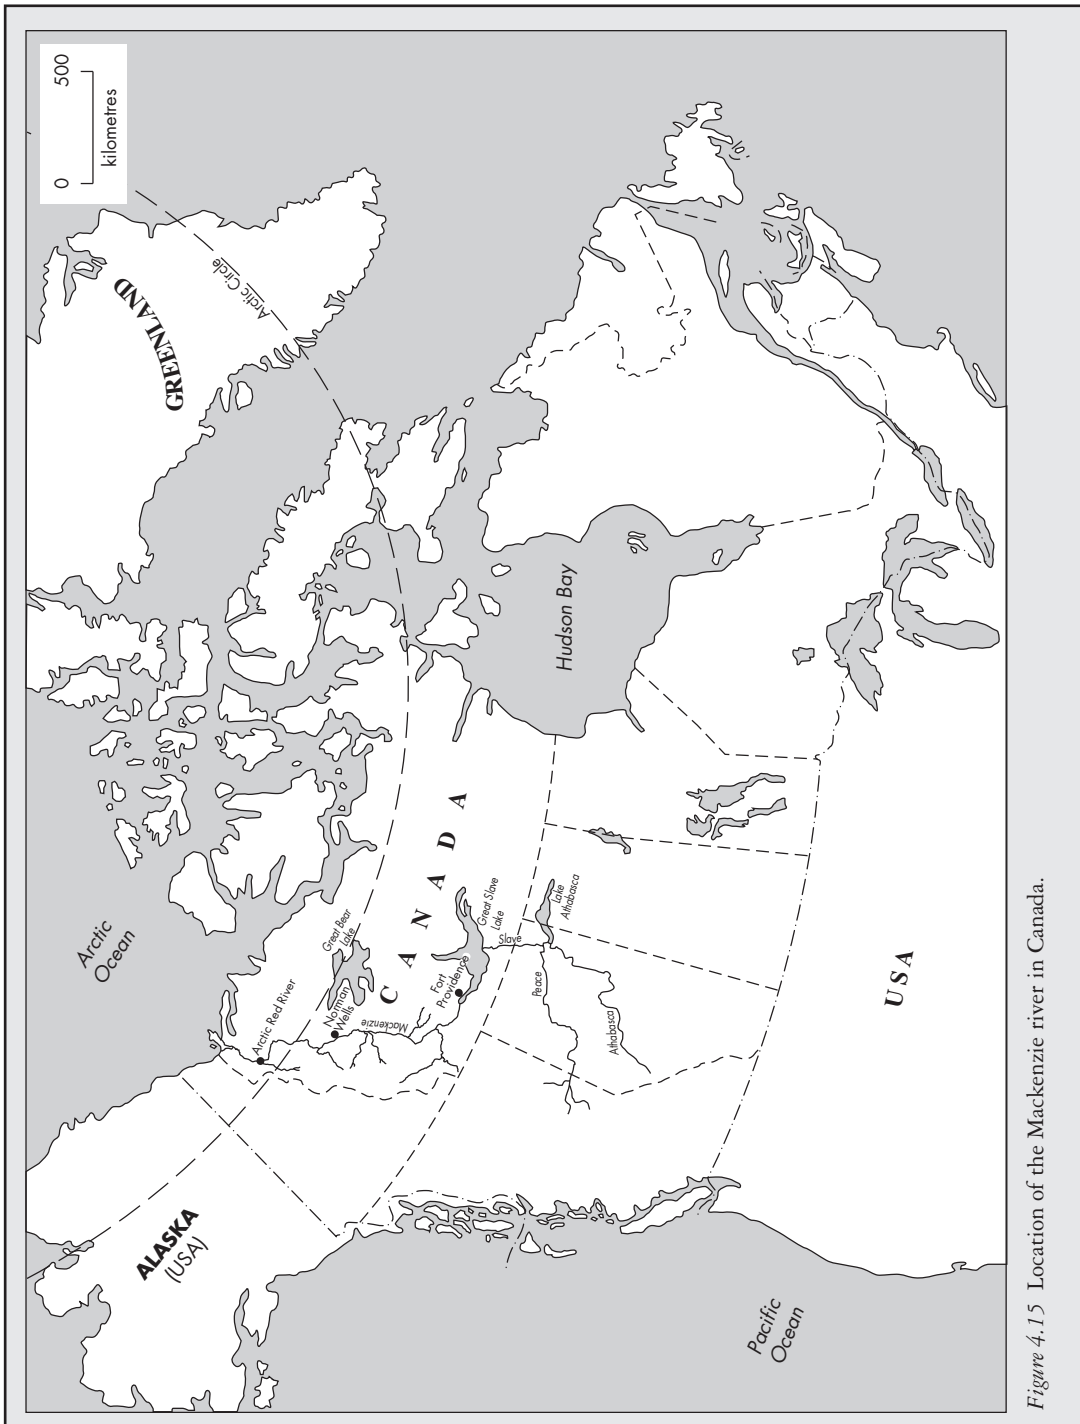 0 500
kilometres
GREENLAND
Arctic Circle
Arctic
Ocean
Arctic Red River
Great Bear
Lake
Norman
Wells
Mackenzie
Fort
Providence
Great Slave
Lake
Slave
Lake
Athabasca
Peace
Athabasca
CANADA
Hudson Bay
ALASKA
(USA)
USA
Pacific
Ocean
Figure 4.15 Location of the Mackenzie river in Canada.